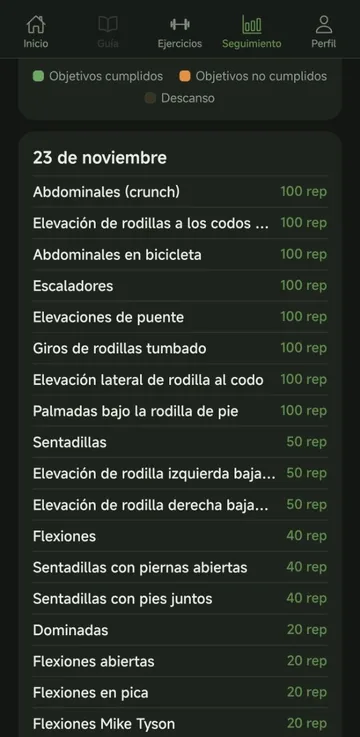 Inicio
Guía
Ejercicios
Seguimiento
Perfil
Objetivos cumplidos
Objetivos no cumplidos
Descanso
23 de noviembre
Abdominales (crunch) 100 rep
Elevación de rodillas a los codos ... 100 rep
Abdominales en bicicleta 100 rep
Escaladores 100 rep
Elevaciones de puente 100 rep
Giros de rodillas tumbado 100 rep
Elevación lateral de rodilla al codo 100 rep
Palmadas bajo la rodilla de pie 100 rep
Sentadillas 50 rep
Elevación de rodilla izquierda baja... 50 rep
Elevación de rodilla derecha baja... 50 rep
Flexiones 40 rep
Sentadillas con piernas abiertas 40 rep
Sentadillas con pies juntos 40 rep
Dominadas 20 rep
Flexiones abiertas 20 rep
Flexiones en pica 20 rep
Flexiones Mike Tyson 20 rep